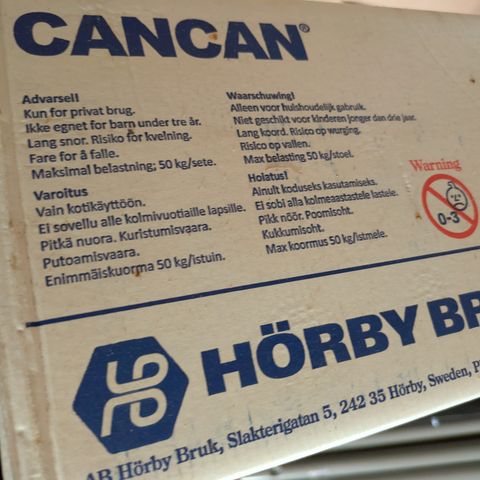 CANCAN®
Advarsel!
Kun for privat brug.
Ikke egnet for barn under tre år.
Lang snor. Risiko for kvelning.
Fare for å falle.
Maksimal belastning; 50 kg/sete.
Varoitus
Vain kotikäyttöön.
Ei sovellu alle kolmivuotiaille lapsille.
Pitkä nuora. Kuristumisvaara.
Putoamisvaara.
Enimmäiskuorma 50 kg/istuin.
Waarschuwing!
Alleen voor huishoudelijk gabruik.
Niet geschikt voor kinderen jonger dan drie jaar.
Lang koord. Risico op wurging.
Risico op vallen.
Max belasting 50 kg/stoel.
Hoiatus!
Ainult koduseks kasutamiseks.
Ei sobi alla kolmeaastastele lastele.
Pikk nöör. Poomisoht.
Kukkumisoht.
Max koormus 50 kg/istmele.
Warning
0-3
HÖRBY BR
AB Hörby Bruk, Slakterigatan 5, 242 35 Hörby, Sweden,